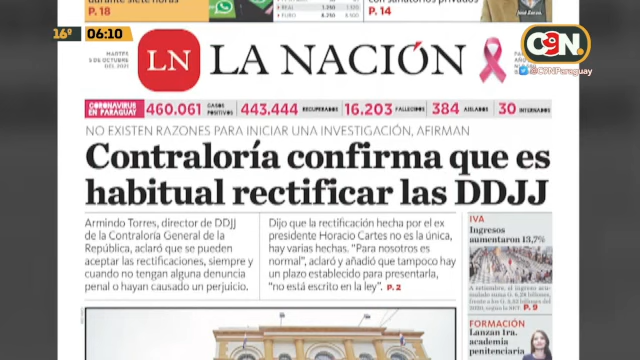 P. 18
P. 14
16º
06:10
C9N.
@C9NParaguay
MARTES
5 DE OCTUBRE
DEL 2021
LN
LA NACIÓN
CORONAVIRUS
EN PARAGUAY
460.061 CASOS POSITIVOS
443.444 RECUPERADOS
16.203 FALLECIDOS
384 AISLADOS
30 INTERNADOS
NO EXISTEN RAZONES PARA INICIAR UNA INVESTIGACIÓN, AFIRMAN
Contraloría confirma que es
habitual rectificar las DDJJ
Armindo Torres, director de DDJJ
de la Contraloría General de la
República, aclaró que se pueden
aceptar las rectificaciones, siempre y
cuando no tengan alguna denuncia
penal o hayan causado un perjuicio.
Dijo que la rectificación hecha por el ex
presidente Horacio Cartes no es la única,
hay varias hechas. “Para nosotros es
normal”, aclaró y añadió que tampoco hay
un plazo establecido para presentarla,
“no está escrito en la ley”. P. 2
IVA
Ingresos
aumentaron 13,7%
FORMACIÓN
Lanzan 1ra.
academia
penitenciaria